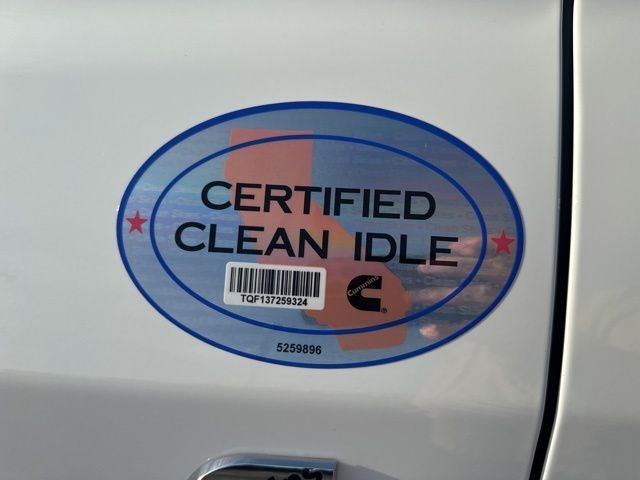 CERTIFIED
CLEAN IDLE
TQF137259324
Cummins
5259896